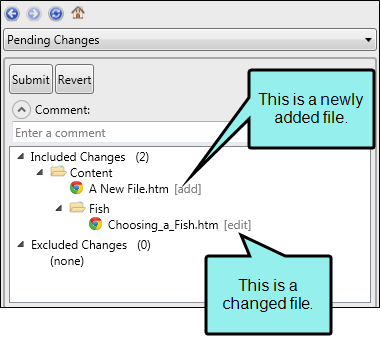 Pending Changes
Submit Revert
Comment:
Enter a comment
This is a newly
added file.
Included Changes (2)
Content
A New File.htm [add]
Fish
Choosing_a_Fish.htm [edit]
Excluded Changes (0)
(none)
This is a
changed file.